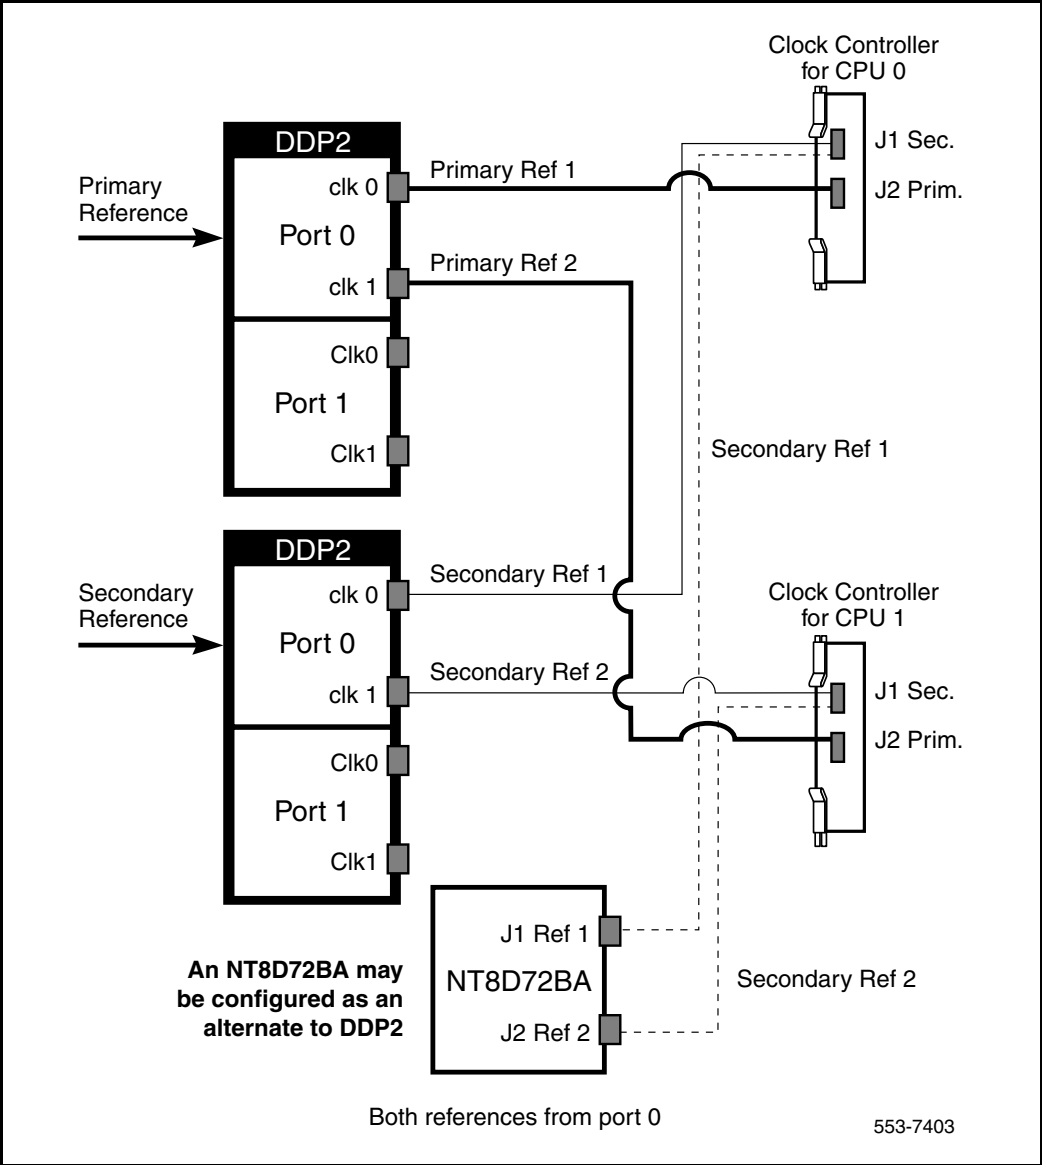 Clock Controller
for CPU 0
J1 Sec.
J2 Prim.
DDP2
Primary
Reference
clk 0
Port 0
clk 1
Primary Ref 1
Primary Ref 2
Clk0
Port 1
Clk1
Secondary Ref 1
DDP2
Secondary
Reference
clk 0
Port 0
clk 1
Secondary Ref 1
Secondary Ref 2
Clk0
Port 1
Clk1
Clock Controller
for CPU 1
J1 Sec.
J2 Prim.
J1 Ref 1
NT8D72BA
J2 Ref 2
Secondary Ref 2
An NT8D72BA may
be configured as an
alternate to DDP2
Both references from port 0
553-7403